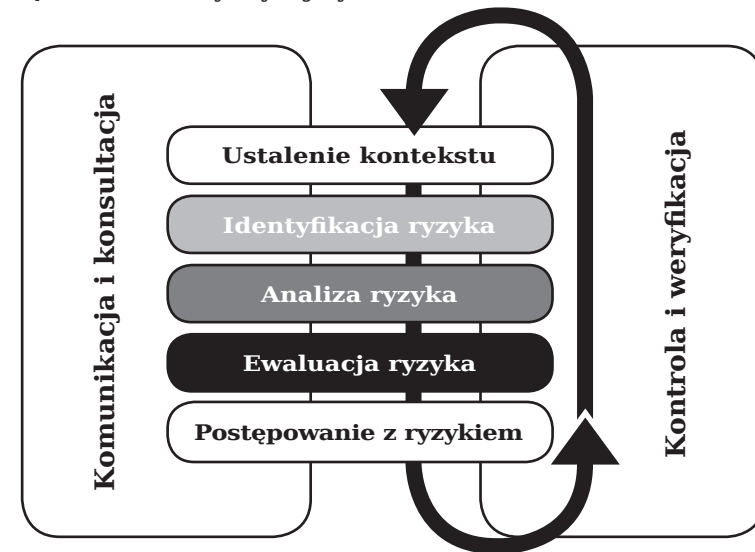 Komunikacja i konsultacja
Ustalenie kontekstu
Identyfikacja ryzyka
Analiza ryzyka
Ewaluacja ryzyka
Postępowanie z ryzykiem
Kontrola i weryfikacja